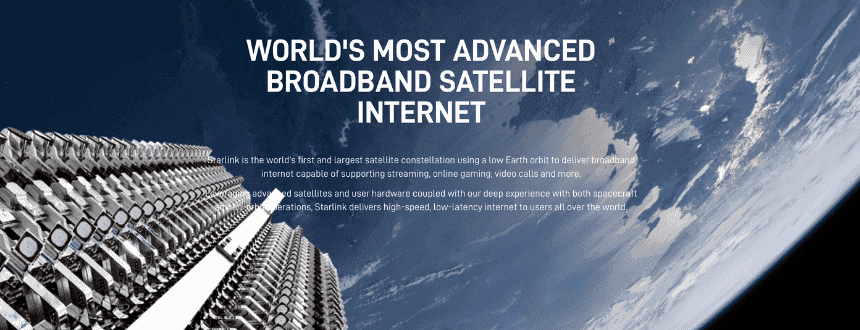 WORLD'S MOST ADVANCED
BROADBAND SATELLITE
INTERNET
Starlink is the world's first and largest satellite constellation using a low Earth orbit to deliver broadband
internet capable of supporting streaming, online gaming, video calls and more.
Leveraging advanced satellites and user hardware coupled with our deep experience with both spacecraft
operations, Starlink delivers high-speed, low-latency internet to users all over the world.